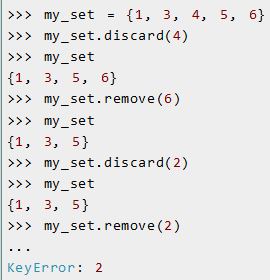 >>> my_set = {1, 3, 4, 5, 6}
>>> my_set.discard(4)
>>> my_set
{1, 3, 5, 6}
>>> my_set.remove(6)
>>> my_set
{1, 3, 5}
>>> my_set.discard(2)
>>> my_set
{1, 3, 5}
>>> my_set.remove(2)
...
KeyError: 2